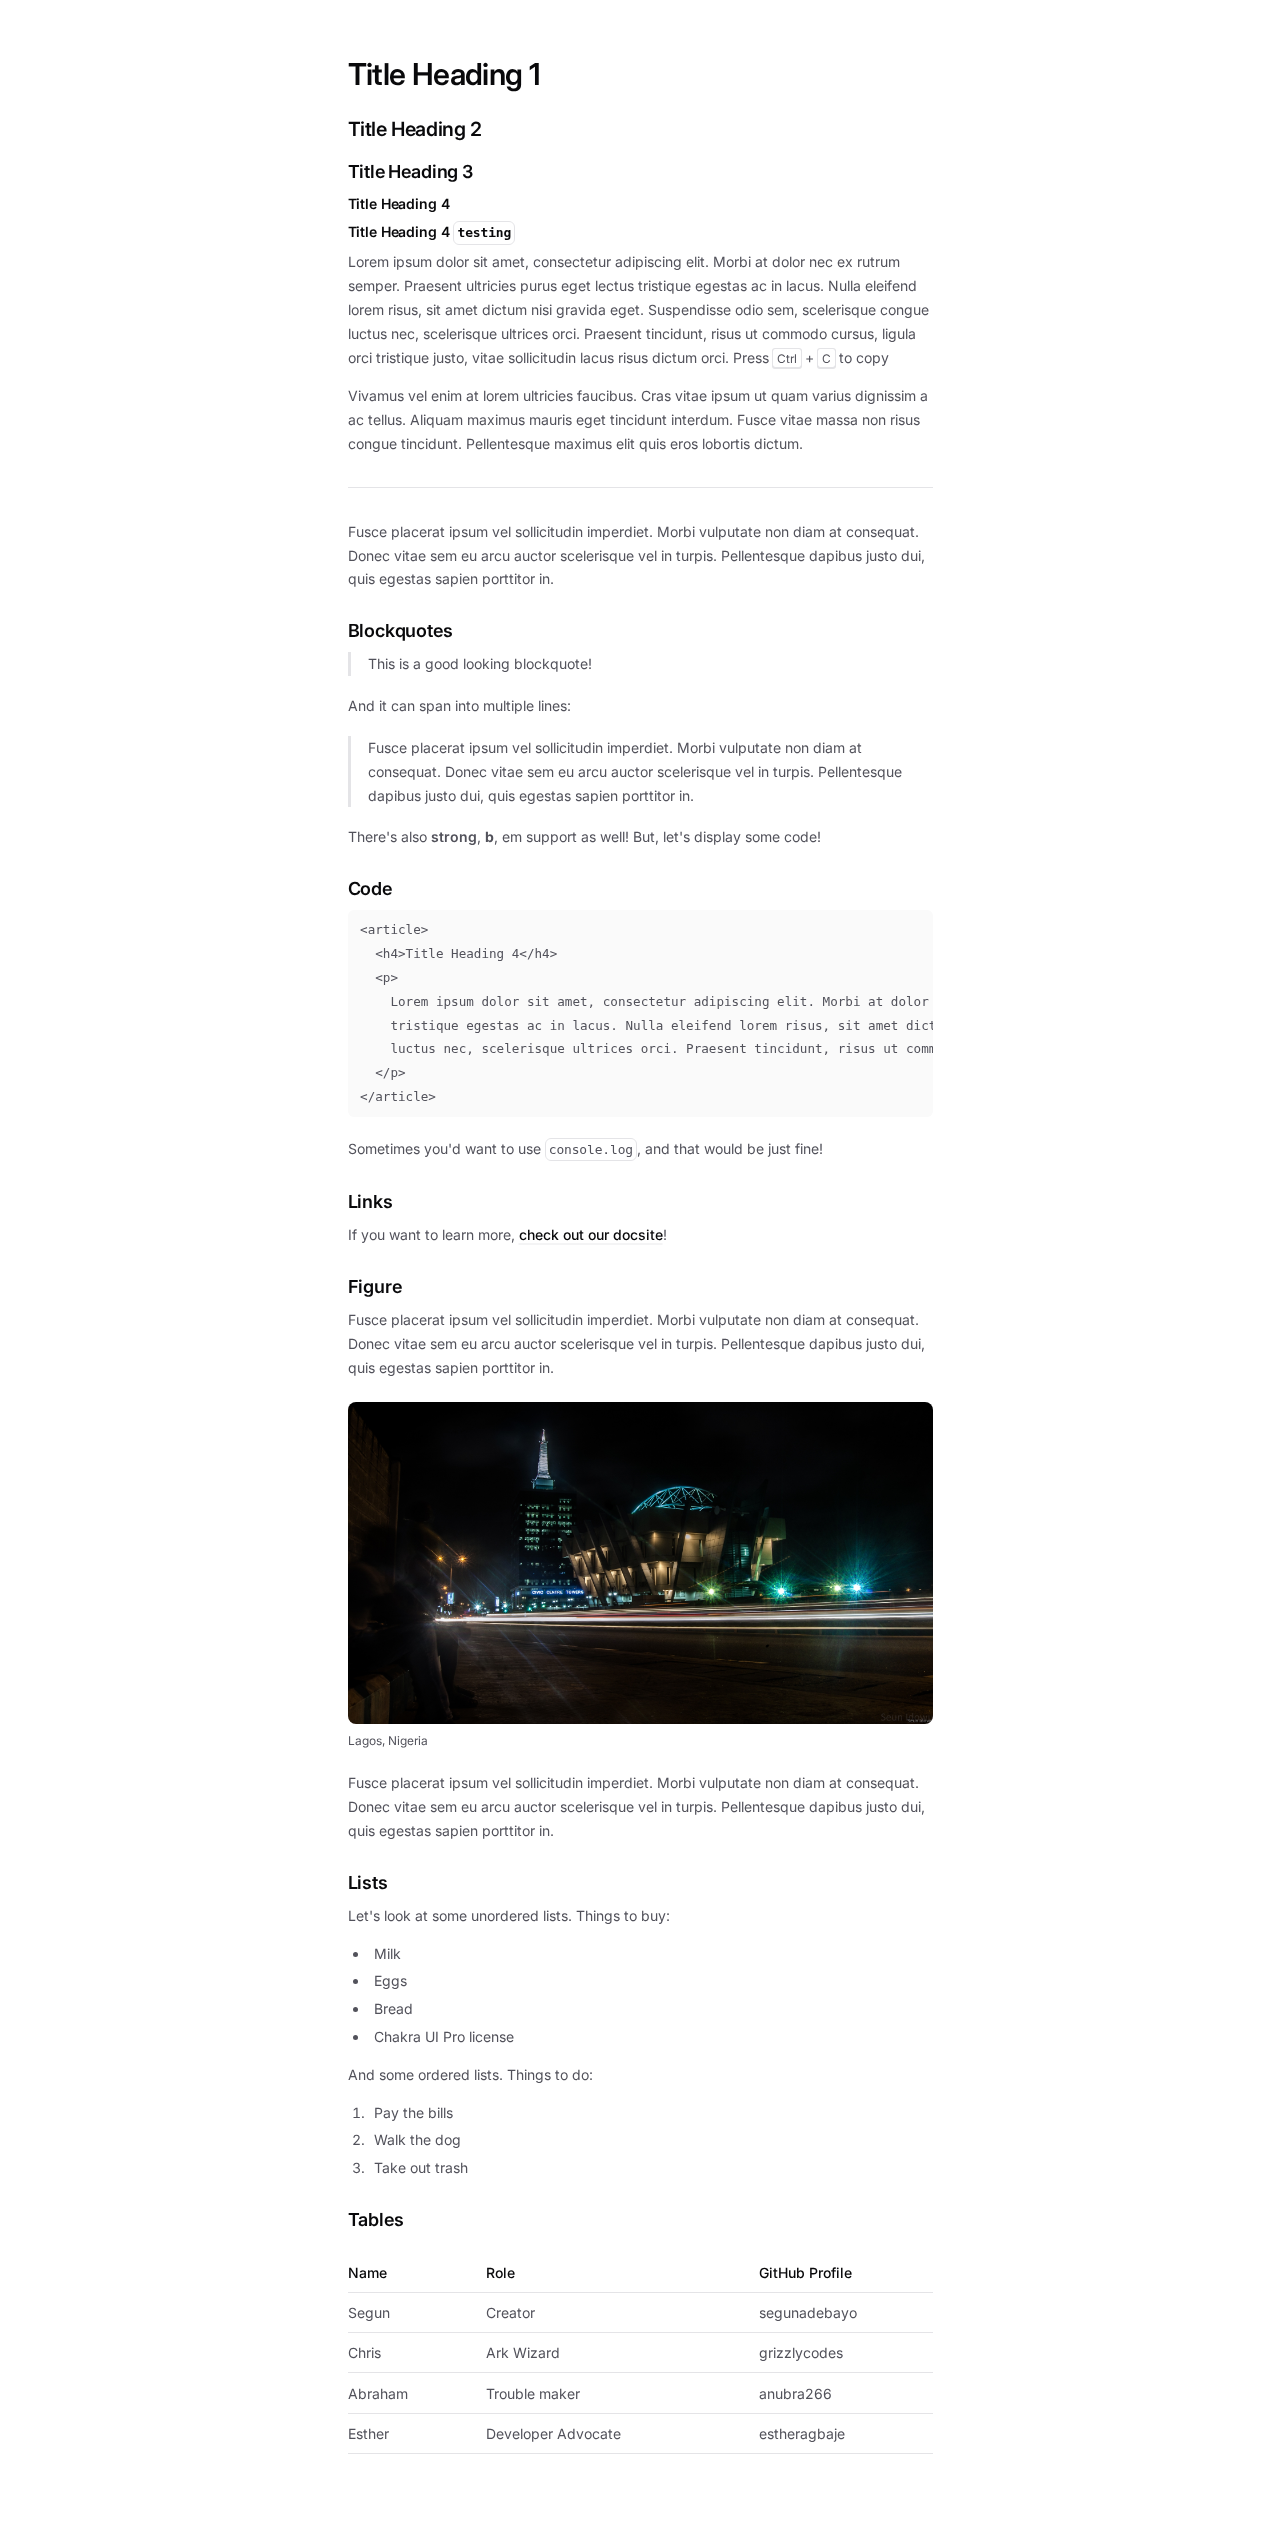 Title Heading 1
Title Heading 2
Title Heading 3
Title Heading 4
Title Heading 4 testing
Lorem ipsum dolor sit amet, consectetur adipiscing elit. Morbi at dolor nec ex rutrum
semper. Praesent ultricies purus eget lectus tristique egestas ac in lacus. Nulla eleifend
lorem risus, sit amet dictum nisi gravida eget. Suspendisse odio sem, scelerisque congue
luctus nec, scelerisque ultrices orci. Praesent tincidunt, risus ut commodo cursus, ligula
orci tristique justo, vitae sollicitudin lacus risus dictum orci. Press Ctrl + C to copy
Vivamus vel enim at lorem ultricies faucibus. Cras vitae ipsum ut quam varius dignissim a
ac tellus. Aliquam maximus mauris eget tincidunt interdum. Fusce vitae massa non risus
congue tincidunt. Pellentesque maximus elit quis eros lobortis dictum.
Fusce placerat ipsum vel sollicitudin imperdiet. Morbi vulputate non diam at consequat.
Donec vitae sem eu arcu auctor scelerisque vel in turpis. Pellentesque dapibus justo dui,
quis egestas sapien porttitor in.
Blockquotes
This is a good looking blockquote!
And it can span into multiple lines:
Fusce placerat ipsum vel sollicitudin imperdiet. Morbi vulputate non diam at
consequat. Donec vitae sem eu arcu auctor scelerisque vel in turpis. Pellentesque
dapibus justo dui, quis egestas sapien porttitor in.
There's also strong, b, em support as well! But, let's display some code!
Code
<article>
  <h4>Title Heading 4</h4>
  <p>
    Lorem ipsum dolor sit amet, consectetur adipiscing elit. Morbi at dolor
    tristique egestas ac in lacus. Nulla eleifend lorem risus, sit amet dict
    luctus nec, scelerisque ultrices orci. Praesent tincidunt, risus ut comm
  </p>
</article>
Sometimes you'd want to use console.log, and that would be just fine!
Links
If you want to learn more, check out our docsite!
Figure
Fusce placerat ipsum vel sollicitudin imperdiet. Morbi vulputate non diam at consequat.
Donec vitae sem eu arcu auctor scelerisque vel in turpis. Pellentesque dapibus justo dui,
quis egestas sapien porttitor in.
CIVIC CENTRE TOWERS
Lagos, Nigeria
Fusce placerat ipsum vel sollicitudin imperdiet. Morbi vulputate non diam at consequat.
Donec vitae sem eu arcu auctor scelerisque vel in turpis. Pellentesque dapibus justo dui,
quis egestas sapien porttitor in.
Lists
Let's look at some unordered lists. Things to buy:
• Milk
• Eggs
• Bread
• Chakra UI Pro license
And some ordered lists. Things to do:
1. Pay the bills
2. Walk the dog
3. Take out trash
Tables
Name Role GitHub Profile
Segun Creator segunadebayo
Chris Ark Wizard grizzlycodes
Abraham Trouble maker anubra266
Esther Developer Advocate estheragbaje